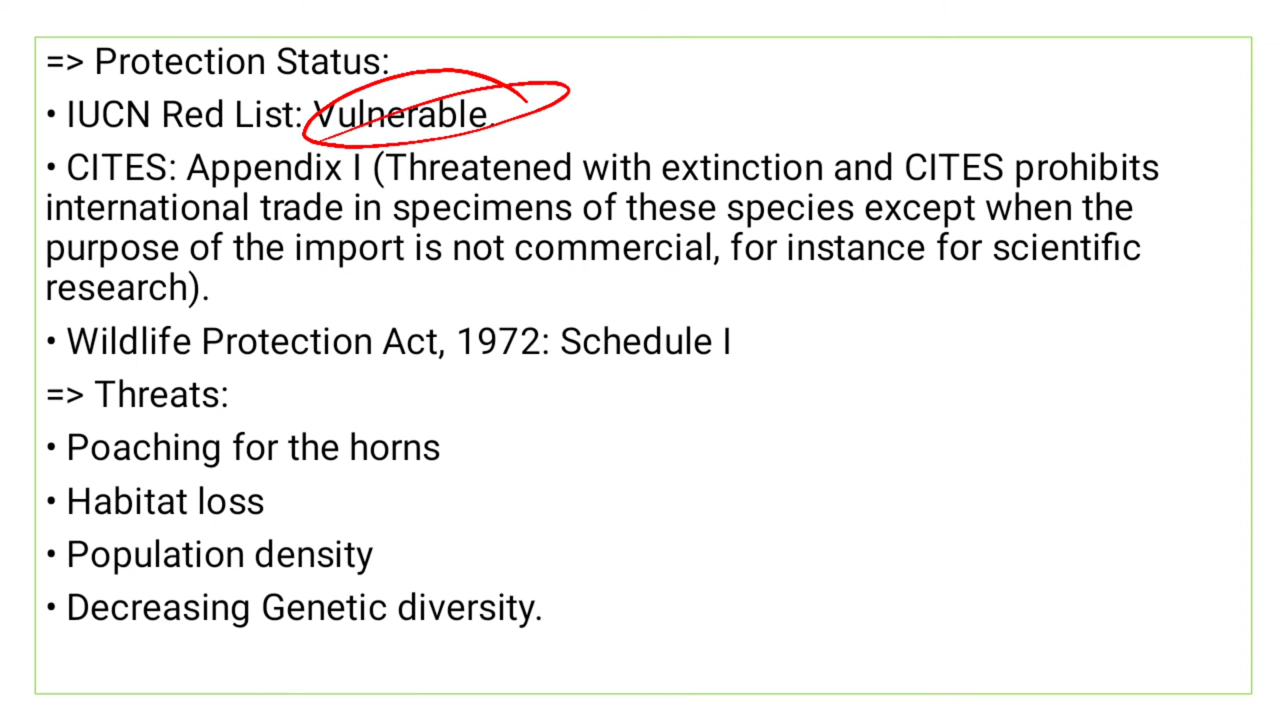 => Protection Status:
• IUCN Red List: Vulnerable.
• CITES: Appendix I (Threatened with extinction and CITES prohibits
international trade in specimens of these species except when the
purpose of the import is not commercial, for instance for scientific
research).
• Wildlife Protection Act, 1972: Schedule I
=> Threats:
• Poaching for the horns
• Habitat loss
• Population density
• Decreasing Genetic diversity.